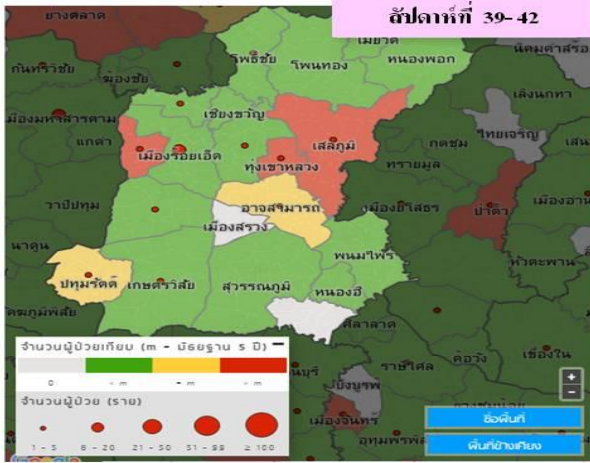 สัปดาห์ที่ 39-42
ยางตลาด
โพธิ์ชัย
เมยวดี
นิคมคำสร้อย
กันทรวิชัย
ฆ้องชัย
โพนทอง
หนองพอก
เลิงนกทา
เมืองมหาสารคาม
เชียงขวัญ
ไทยเจริญ
แกดำ
เมืองร้อยเอ็ด
เสลภูมิ
กุดชุม
ทุ่งเขาหลวง
ทรายมูล
วาปีปทุม
อาจสามารถ
เมืองยโสธร
ป่าติ้ว
เมืองสรวง
นาดูน
พนมไพร
คำเขื่อนแก้ว
ปทุมรัตต์
เกษตรวิสัย
สุวรรณภูมิ
หนองฮี
ศิลาลาด
ราษีไศล
ค้อวัง
เขื่องใน
บึงบูรพ์
เมืองจันทร์
อุทุมพรพิสัย
จำนวนผู้ป่วยเทียบ (m - มัธยฐาน 5 ปี)
0 < m = m > m
จำนวนผู้ป่วย (ราย)
1 - 5 6 - 20 21 - 50 51 - 99 ≥ 100
+
-
ชื่อพื้นที่
พื้นที่ข้างเคียง